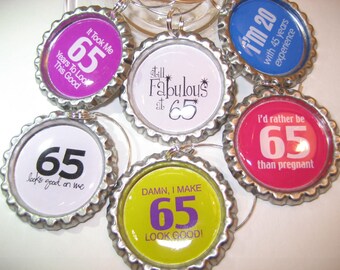 It Took Me
65
Years To Look
This Good
Still
Fabulous
at 65
i'm 20
with 45 years
experience
65
looks good on me
DAMN, I MAKE
65
LOOK GOOD!
i'd rather be
65
than pregnant